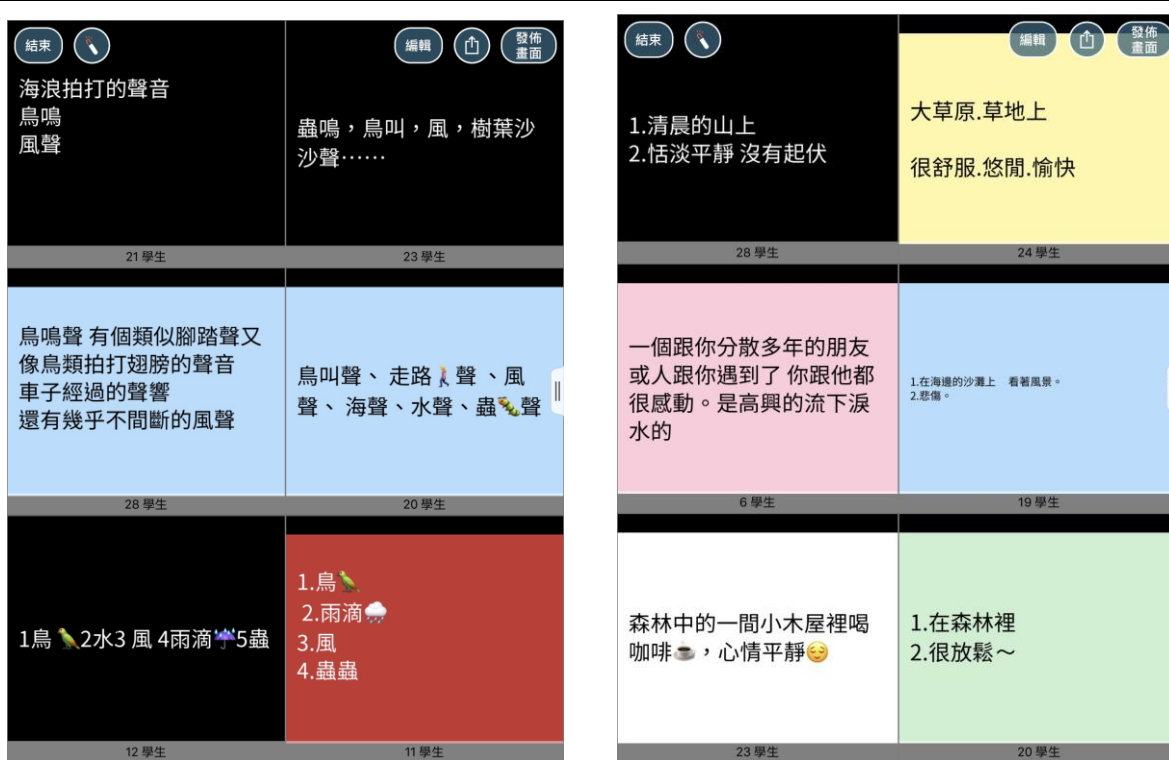 結束
編輯
發佈
畫面
海浪拍打的聲音
鳥鳴
風聲
蟲鳴，鳥叫，風，樹葉沙
沙聲……
21 學生
23 學生
鳥鳴聲 有個類似腳踏聲又
像鳥類拍打翅膀的聲音
車子經過的聲響
還有幾乎不間斷的風聲
鳥叫聲、 走路🚶聲 、風
聲、 海聲、水聲、蟲🐛聲
28 學生
20 學生
1鳥 🦜2水3 風 4雨滴☔5蟲
1.鳥🦜
2.雨滴🌧
3.風
4.蟲蟲
12 學生
11 學生
結束
編輯
發佈
畫面
1.清晨的山上
2.恬淡平靜 沒有起伏
大草原.草地上
很舒服.悠閒.愉快
28 學生
24 學生
一個跟你分散多年的朋友
或人跟你遇到了 你跟他都
很感動。是高興的流下淚
水的
1.在海邊的沙灘上 看著風景。
2.悲傷。
6 學生
19 學生
森林中的一間小木屋裡喝
咖啡☕，心情平靜😌
1.在森林裡
2.很放鬆～
23 學生
20 學生